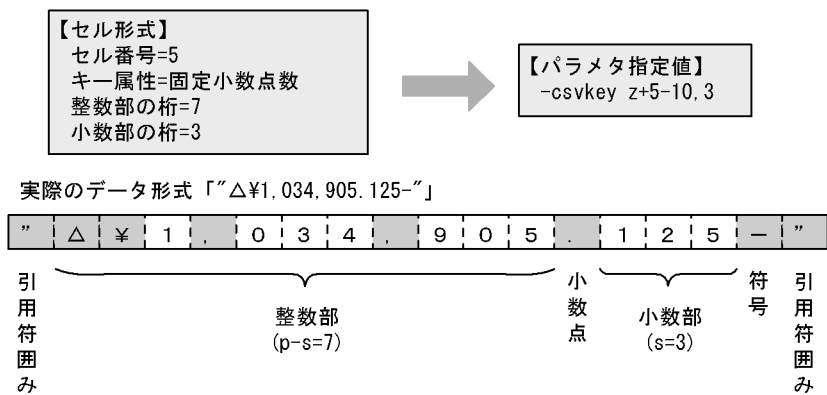 【セル形式】
セル番号=5
キー属性=固定小数点数
整数部の桁=7
小数部の桁=3
【パラメタ指定値】
-csvkey z+5-10,3
実際のデータ形式「"△¥1,034,905.125-"」
" △ ¥ 1 , 0 3 4 , 9 0 5 . 1 2 5 - "
引用符囲み
整数部
(p-s=7)
小数点
小数部
(s=3)
符号
引用符囲み